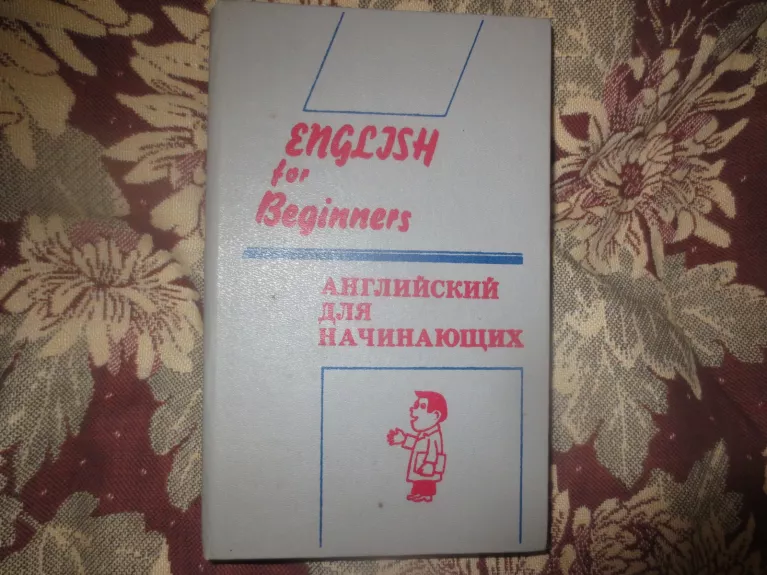 ENGLISH
for
Beginners
АНГЛИЙСКИЙ
ДЛЯ
НАЧИНАЮЩИХ